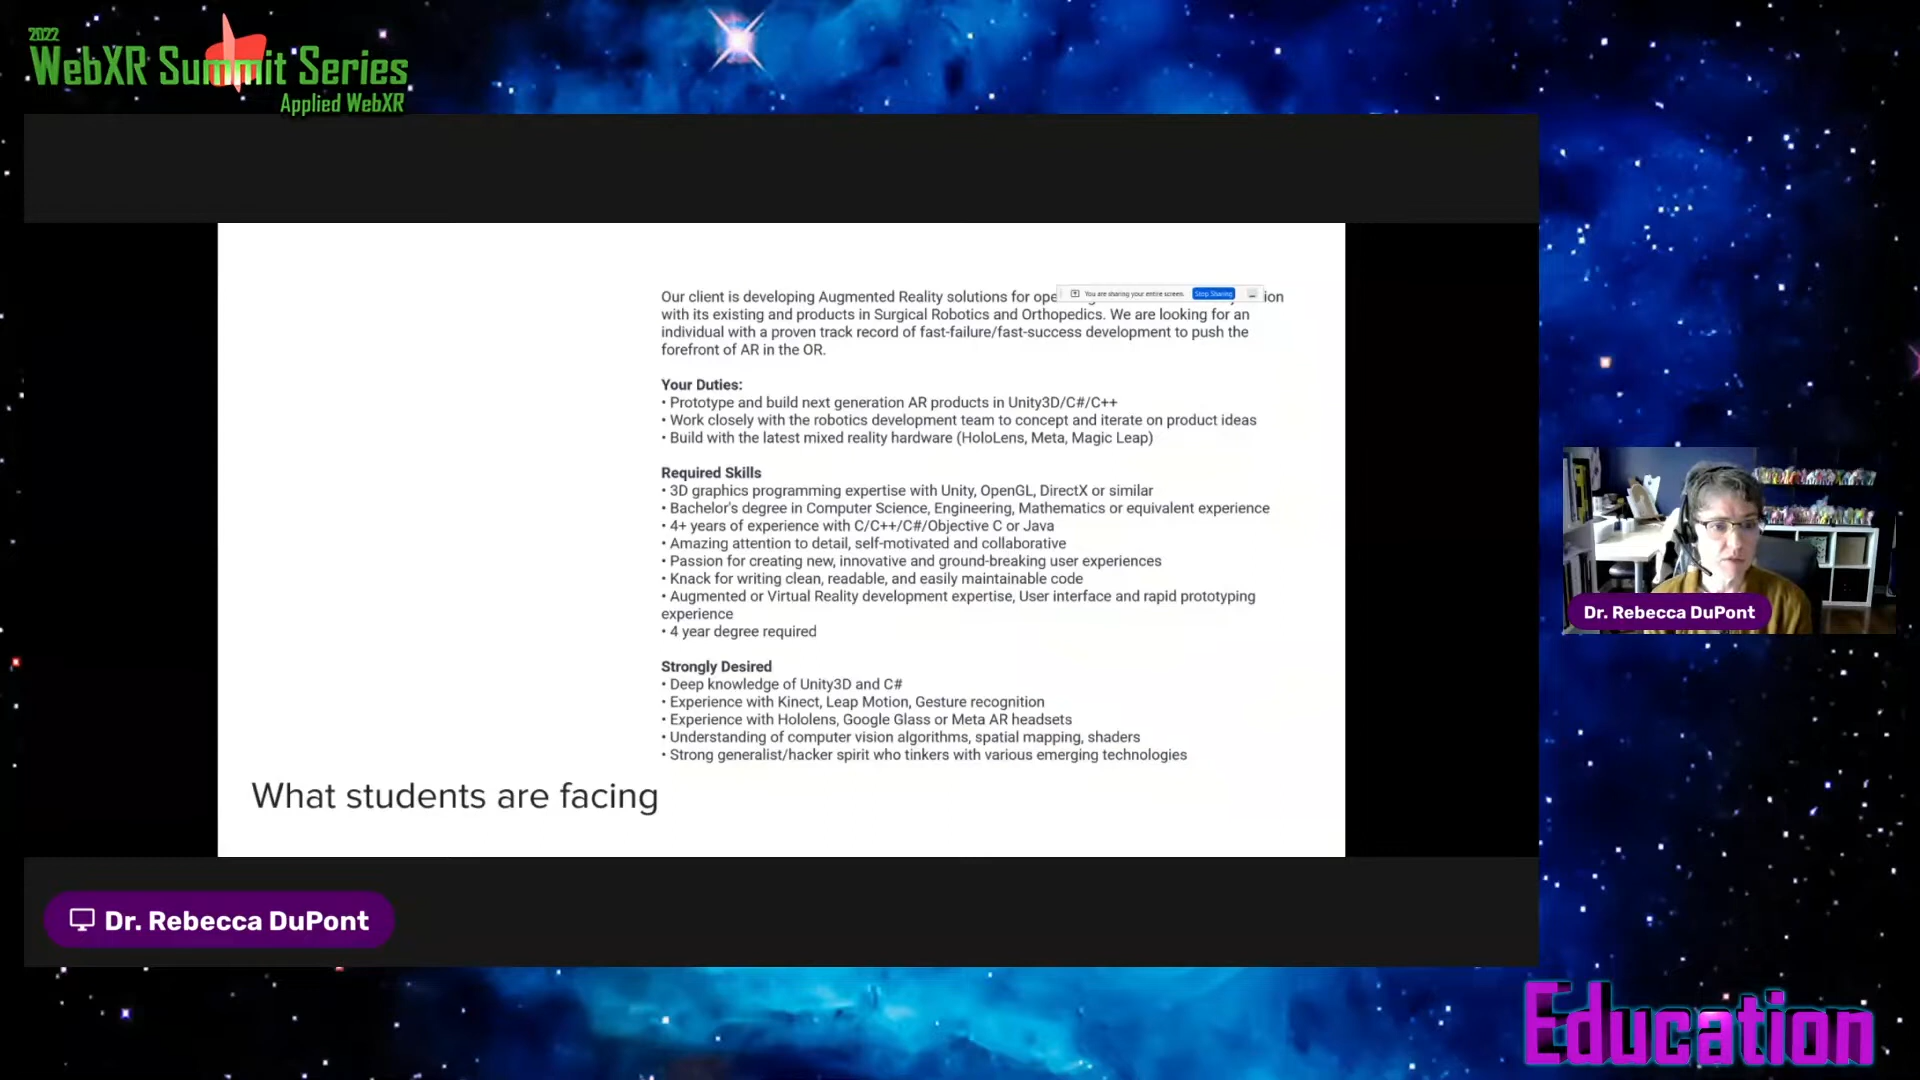 2022
WebXR Summit Series
Applied WebXR
Our client is developing Augmented Reality solutions for ope
You are sharing your entire screen.
Stop Sharing
ion
with its existing and products in Surgical Robotics and Orthopedics. We are looking for an
individual with a proven track record of fast-failure/fast-success development to push the
forefront of AR in the OR.
Your Duties:
• Prototype and build next generation AR products in Unity3D/C#/C++
• Work closely with the robotics development team to concept and iterate on product ideas
• Build with the latest mixed reality hardware (HoloLens, Meta, Magic Leap)
Required Skills
• 3D graphics programming expertise with Unity, OpenGL, DirectX or similar
• Bachelor's degree in Computer Science, Engineering, Mathematics or equivalent experience
• 4+ years of experience with C/C++/C#/Objective C or Java
• Amazing attention to detail, self-motivated and collaborative
• Passion for creating new, innovative and ground-breaking user experiences
• Knack for writing clean, readable, and easily maintainable code
• Augmented or Virtual Reality development expertise, User interface and rapid prototyping
experience
• 4 year degree required
Strongly Desired
• Deep knowledge of Unity3D and C#
• Experience with Kinect, Leap Motion, Gesture recognition
• Experience with Hololens, Google Glass or Meta AR headsets
• Understanding of computer vision algorithms, spatial mapping, shaders
• Strong generalist/hacker spirit who tinkers with various emerging technologies
What students are facing
Dr. Rebecca DuPont
Dr. Rebecca DuPont
Education